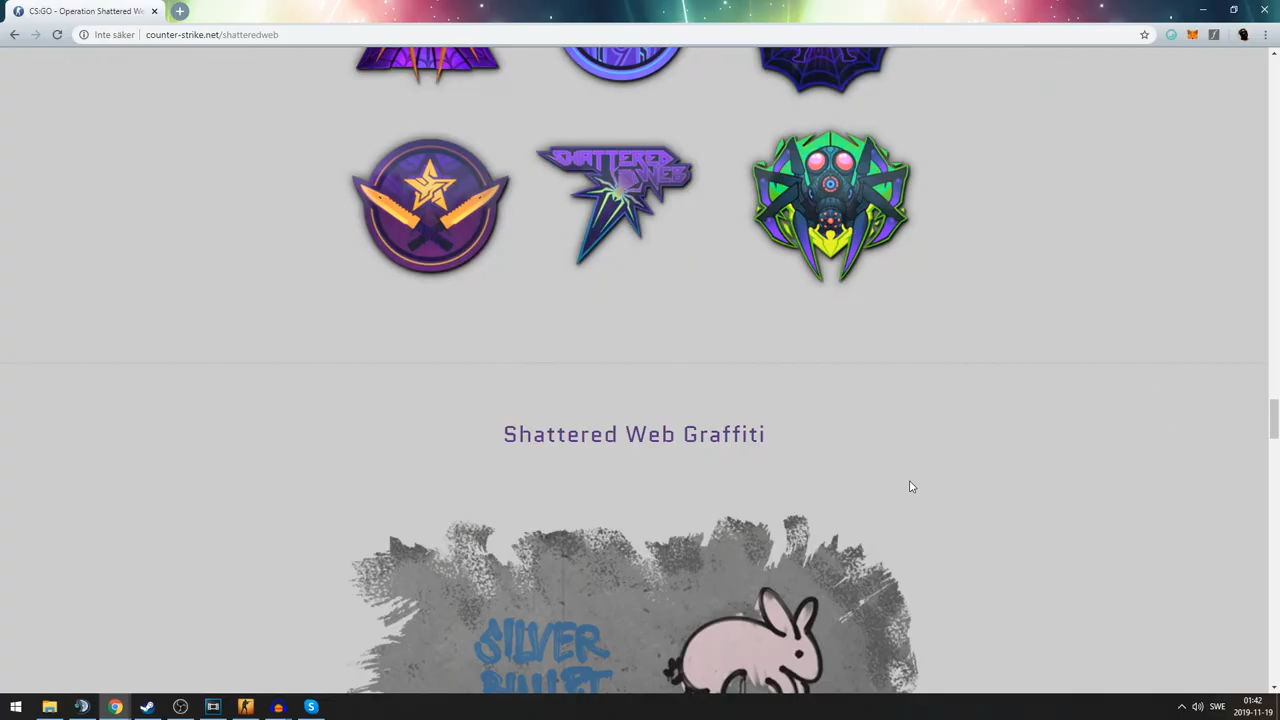 CS:GO - Operation Shattered We
Inte säker
counter-strike.net/shatteredweb
SHATTERED
WEB
Shattered Web Graffiti
SILVER
BULLET
SWE
01:42
2019-11-19